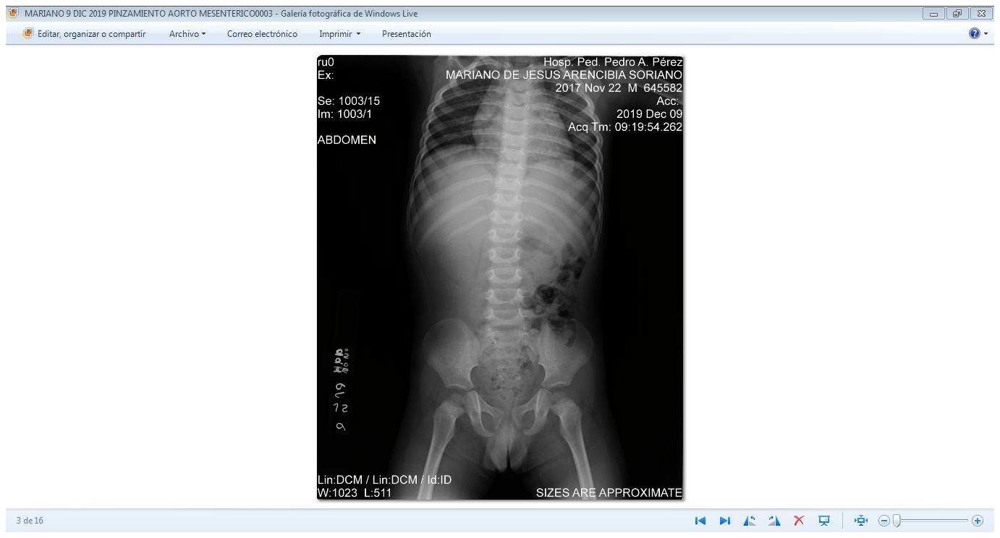 MARIANO 9 DIC 2019 PINZAMIENTO AORTO MESENTERICO0003 - Galería fotográfica de Windows Live
Editar, organizar o compartir Archivo Correo electrónico Imprimir Presentación
ru0
Ex:
Se: 1003/15
Im: 1003/1
ABDOMEN
Hosp. Ped. Pedro A. Pérez
MARIANO DE JESUS ARENCIBIA SORIANO
2017 Nov 22 M 645582
Acc:
2019 Dec 09
Acq Tm: 09:19:54.262
Lin:DCM / Lin:DCM / Id:ID
W:1023 L:511
SIZES ARE APPROXIMATE
3 de 16